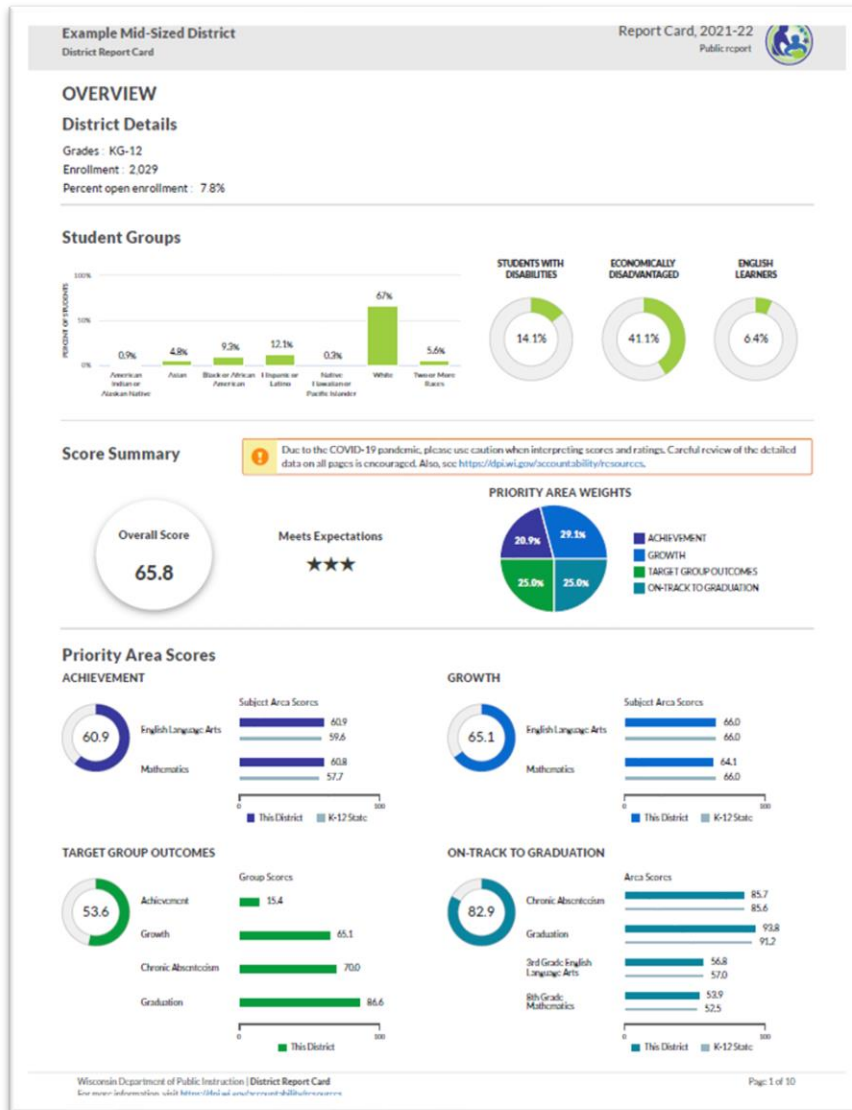 Example Mid-Sized District
District Report Card
Report Card, 2021-22
Public report
OVERVIEW
District Details
Grades : KG-12
Enrollment : 2,029
Percent open enrollment : 7.8%
Student Groups
PERCENT OF STUDENTS
100%
50%
0%
0.9%
4.8%
9.3%
12.1%
0.3%
67%
5.6%
American Indian or Alaskan Native
Asian
Black or African American
Hispanic or Latino
Native Hawaiian or Pacific Islander
White
Two or More Races
STUDENTS WITH DISABILITIES
14.1%
ECONOMICALLY DISADVANTAGED
41.1%
ENGLISH LEARNERS
6.4%
Score Summary
Due to the COVID-19 pandemic, please use caution when interpreting scores and ratings. Careful review of the detailed
data on all pages is encouraged. Also, see https://dpi.wi.gov/accountability/resources.
Overall Score
65.8
Meets Expectations
★★★
PRIORITY AREA WEIGHTS
20.9%
29.1%
25.0%
25.0%
ACHIEVEMENT
GROWTH
TARGET GROUP OUTCOMES
ON-TRACK TO GRADUATION
Priority Area Scores
ACHIEVEMENT
60.9
Subject Area Scores
English Language Arts
60.9
59.6
Mathematics
60.8
57.7
0
100
This District
K-12 State
GROWTH
65.1
Subject Area Scores
English Language Arts
66.0
66.0
Mathematics
64.1
66.0
0
100
This District
K-12 State
TARGET GROUP OUTCOMES
53.6
Group Scores
Achievement
15.4
Growth
65.1
Chronic Absenteeism
70.0
Graduation
86.6
0
100
This District
ON-TRACK TO GRADUATION
82.9
Area Scores
Chronic Absenteeism
85.7
85.6
Graduation
93.8
91.2
3rd Grade English
Language Arts
56.8
57.0
8th Grade
Mathematics
53.9
52.5
0
100
This District
K-12 State
Wisconsin Department of Public Instruction | District Report Card
For more information, visit https://dpi.wi.gov/accountability/resources
Page 1 of 10